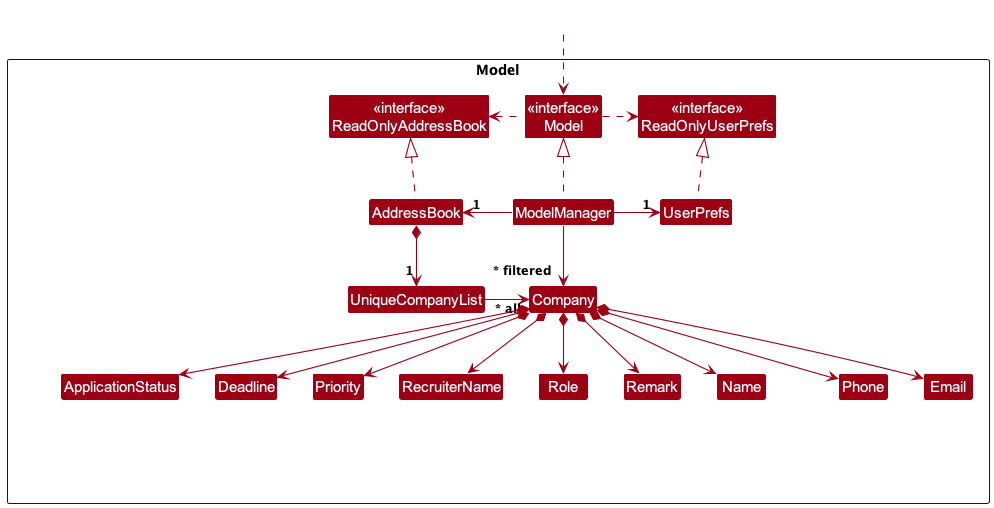 Model
«interface»
ReadOnlyAddressBook
«interface»
Model
«interface»
ReadOnlyUserPrefs
AddressBook
1
ModelManager
1
UserPrefs
1
* filtered
UniqueCompanyList
* all
Company
ApplicationStatus
Deadline
Priority
RecruiterName
Role
Remark
Name
Phone
Email